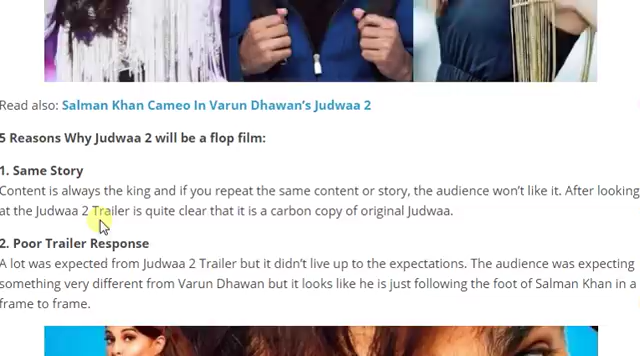 Read also: Salman Khan Cameo In Varun Dhawan's Judwaa 2
5 Reasons Why Judwaa 2 will be a flop film:
1. Same Story
Content is always the king and if you repeat the same content or story, the audience won't like it. After looking
at the Judwaa 2 Trailer is quite clear that it is a carbon copy of original Judwaa.
2. Poor Trailer Response
A lot was expected from Judwaa 2 Trailer but it didn't live up to the expectations. The audience was expecting
something very different from Varun Dhawan but it looks like he is just following the foot of Salman Khan in a
frame to frame.